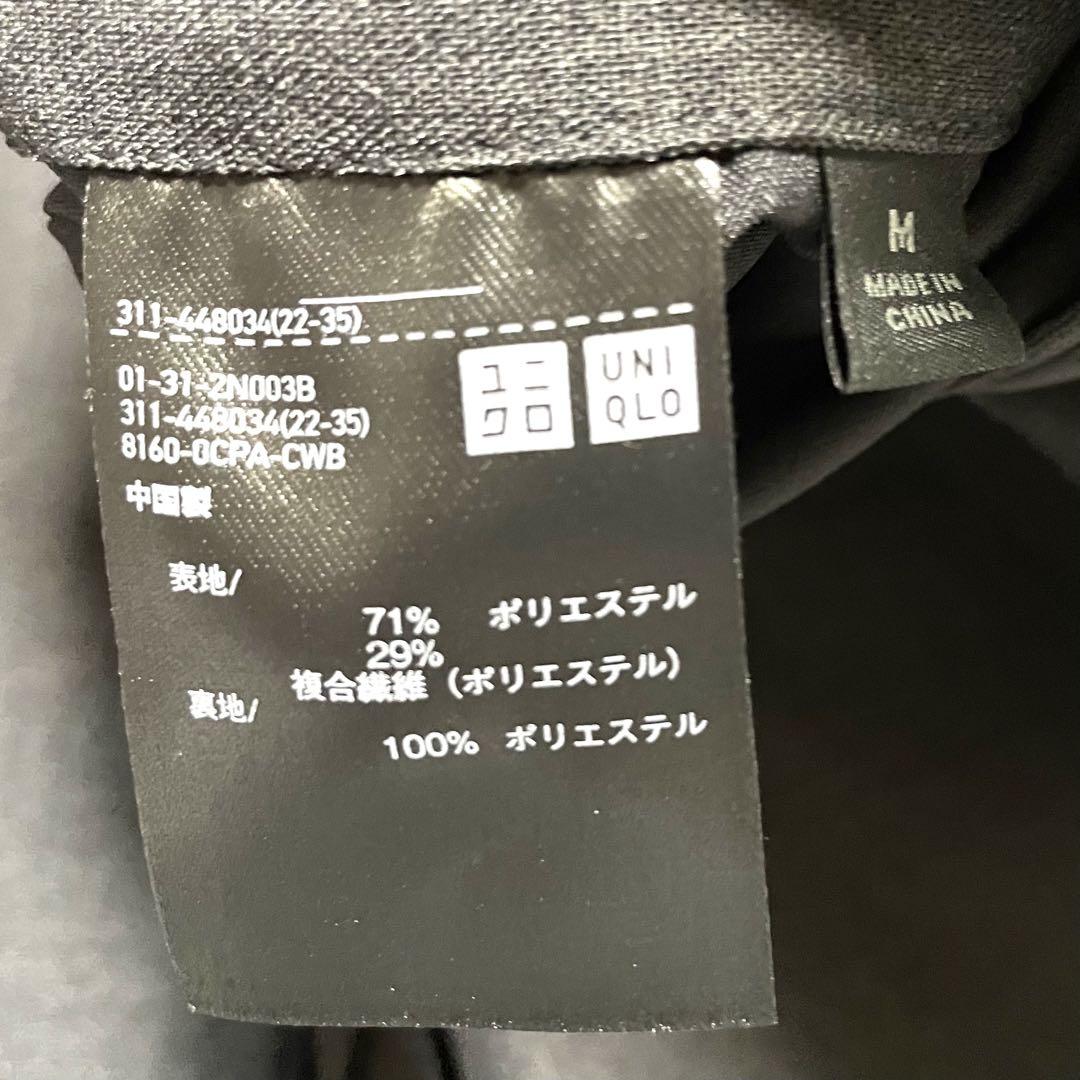 311-448034(22-35)
01-31-2N003B
311-448034(22-35)
8160-0CPA-CWB
中国製
ユニ
クロ
UNI
QLO
表地/
71% ポリエステル
29%
複合繊維 (ポリエステル)
裏地/
100% ポリエステル
M
MADE IN
CHINA